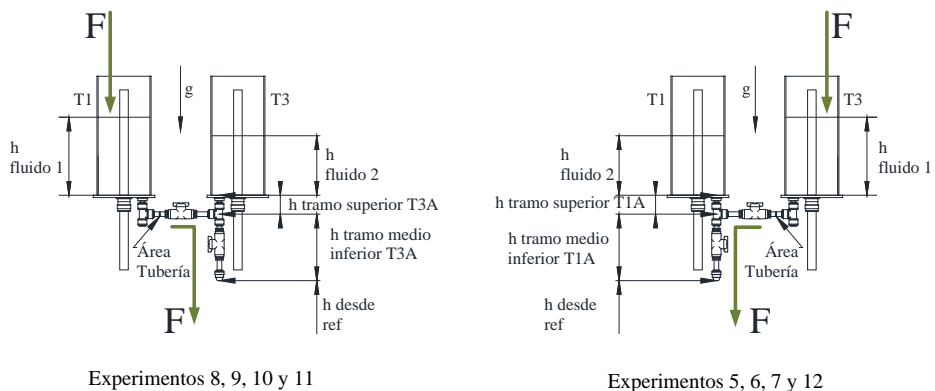 F
T1
T3
g
h
fluido 1
h
fluido 2
h tramo superior T3A
h tramo medio
inferior T3A
Área
Tubería
h desde
ref
F
Experimentos 8, 9, 10 y 11
F
T1
T3
g
h
fluido 2
h
fluido 1
h tramo superior T1A
h tramo medio
inferior T1A
Área
Tubería
h desde
ref
F
Experimentos 5, 6, 7 y 12